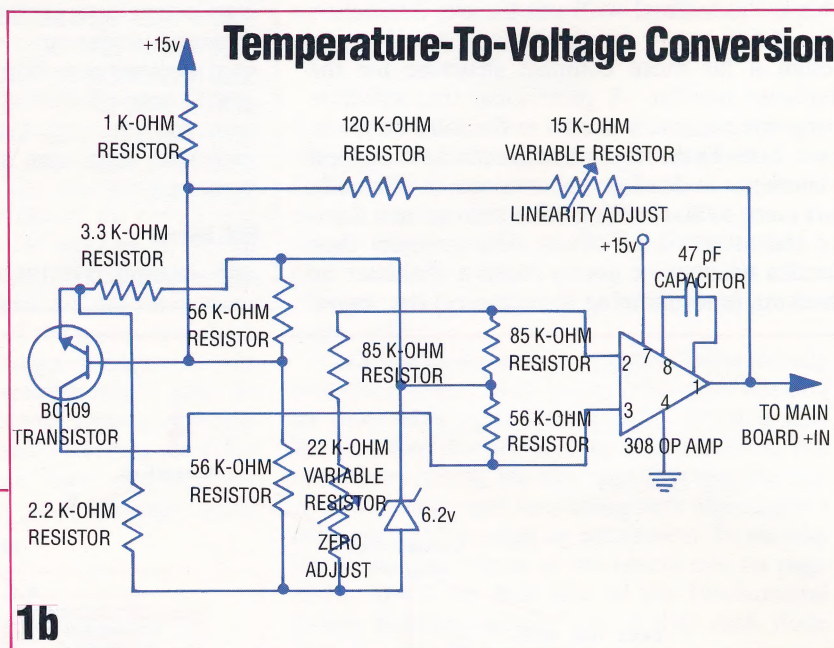 Temperature-To-Voltage Conversion
+15v
1 K-OHM
RESISTOR
120 K-OHM
RESISTOR
15 K-OHM
VARIABLE RESISTOR
LINEARITY ADJUST
3.3 K-OHM
RESISTOR
+15v
47 pF
CAPACITOR
56 K-OHM
RESISTOR
85 K-OHM
RESISTOR
85 K-OHM
RESISTOR
2
7
8
1
3
4
BC109
TRANSISTOR
56 K-OHM
RESISTOR
22 K-OHM
VARIABLE
RESISTOR
ZERO
ADJUST
6.2v
56 K-OHM
RESISTOR
308 OP AMP
TO MAIN
BOARD +IN
2.2 K-OHM
RESISTOR
1b